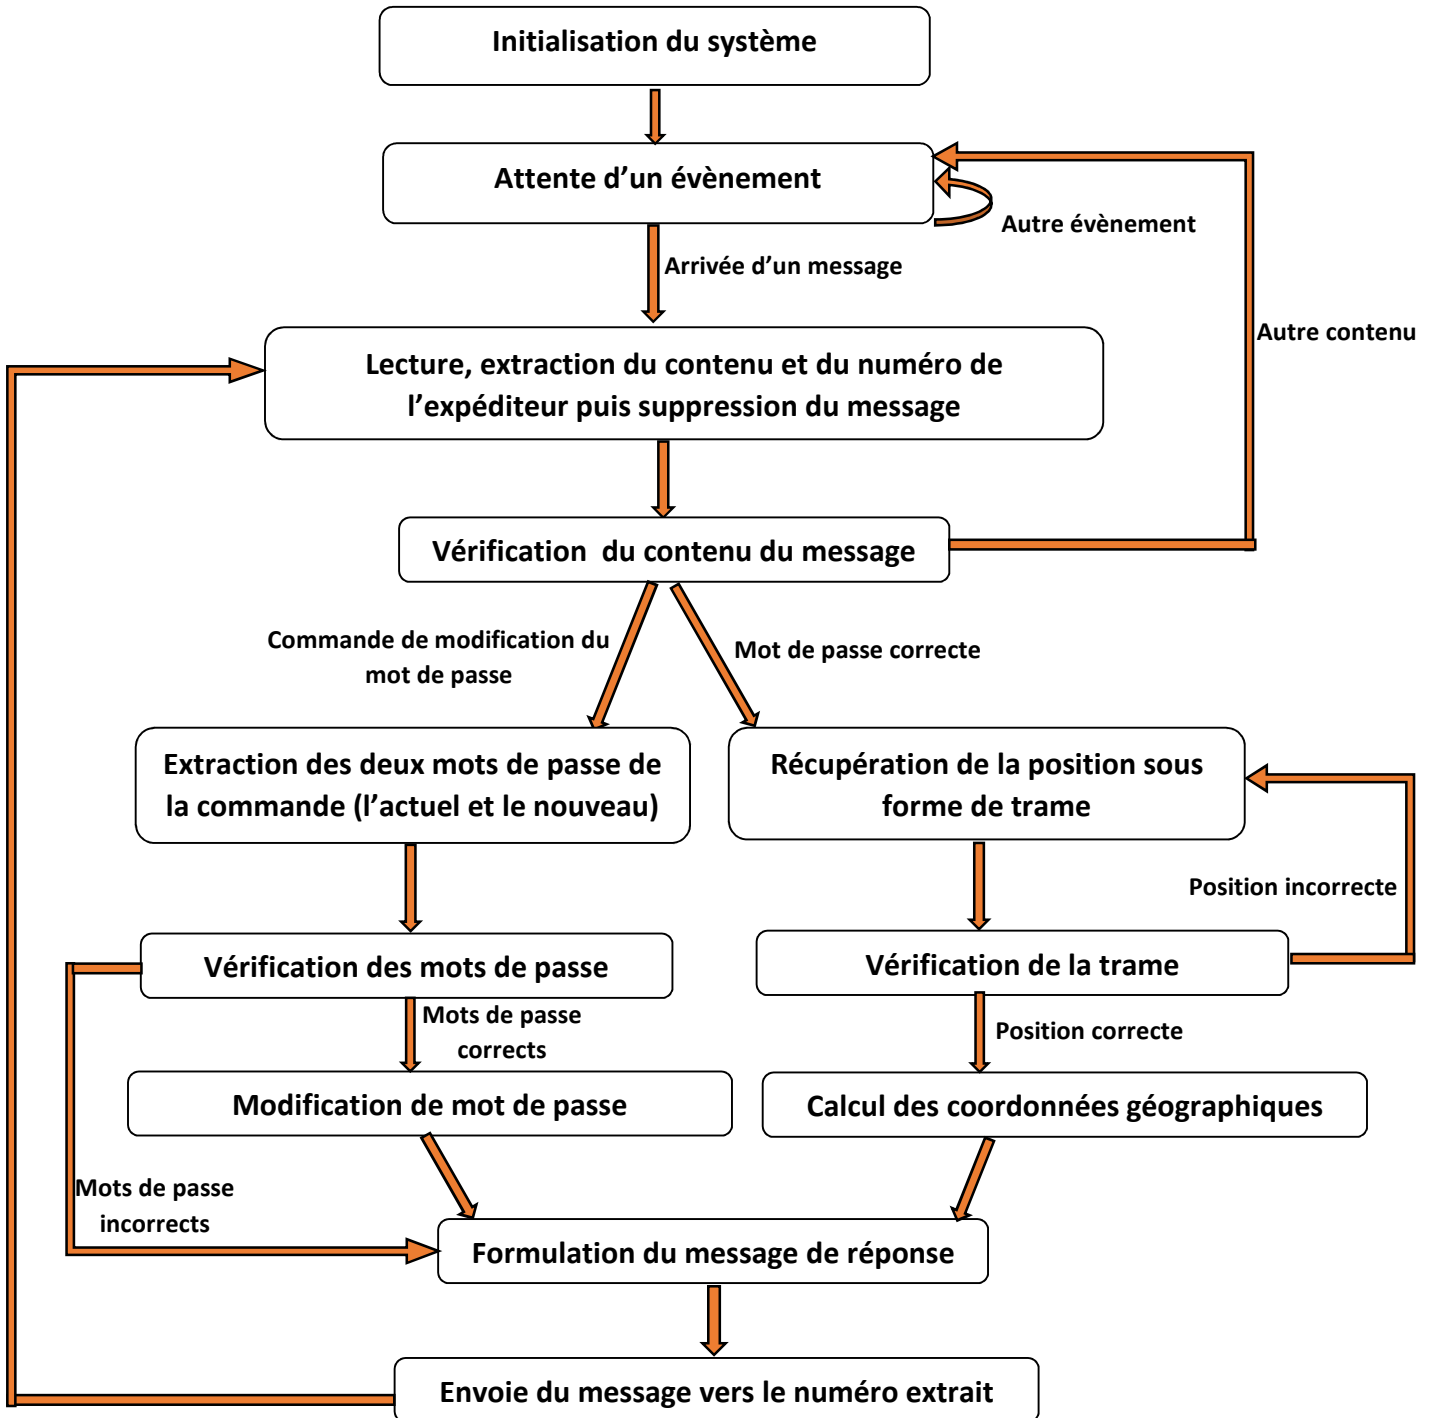 Initialisation du système
Attente d’un évènement
Autre évènement
Arrivée d’un message
Autre contenu
Lecture, extraction du contenu et du numéro de
l’expéditeur puis suppression du message
Vérification  du contenu du message
Commande de modification du
mot de passe
Mot de passe correcte
Extraction des deux mots de passe de
la commande (l’actuel et le nouveau)
Récupération de la position sous
forme de trame
Position incorrecte
Vérification des mots de passe
Vérification de la trame
Mots de passe
corrects
Position correcte
Modification de mot de passe
Calcul des coordonnées géographiques
Mots de passe
incorrects
Formulation du message de réponse
Envoie du message vers le numéro extrait